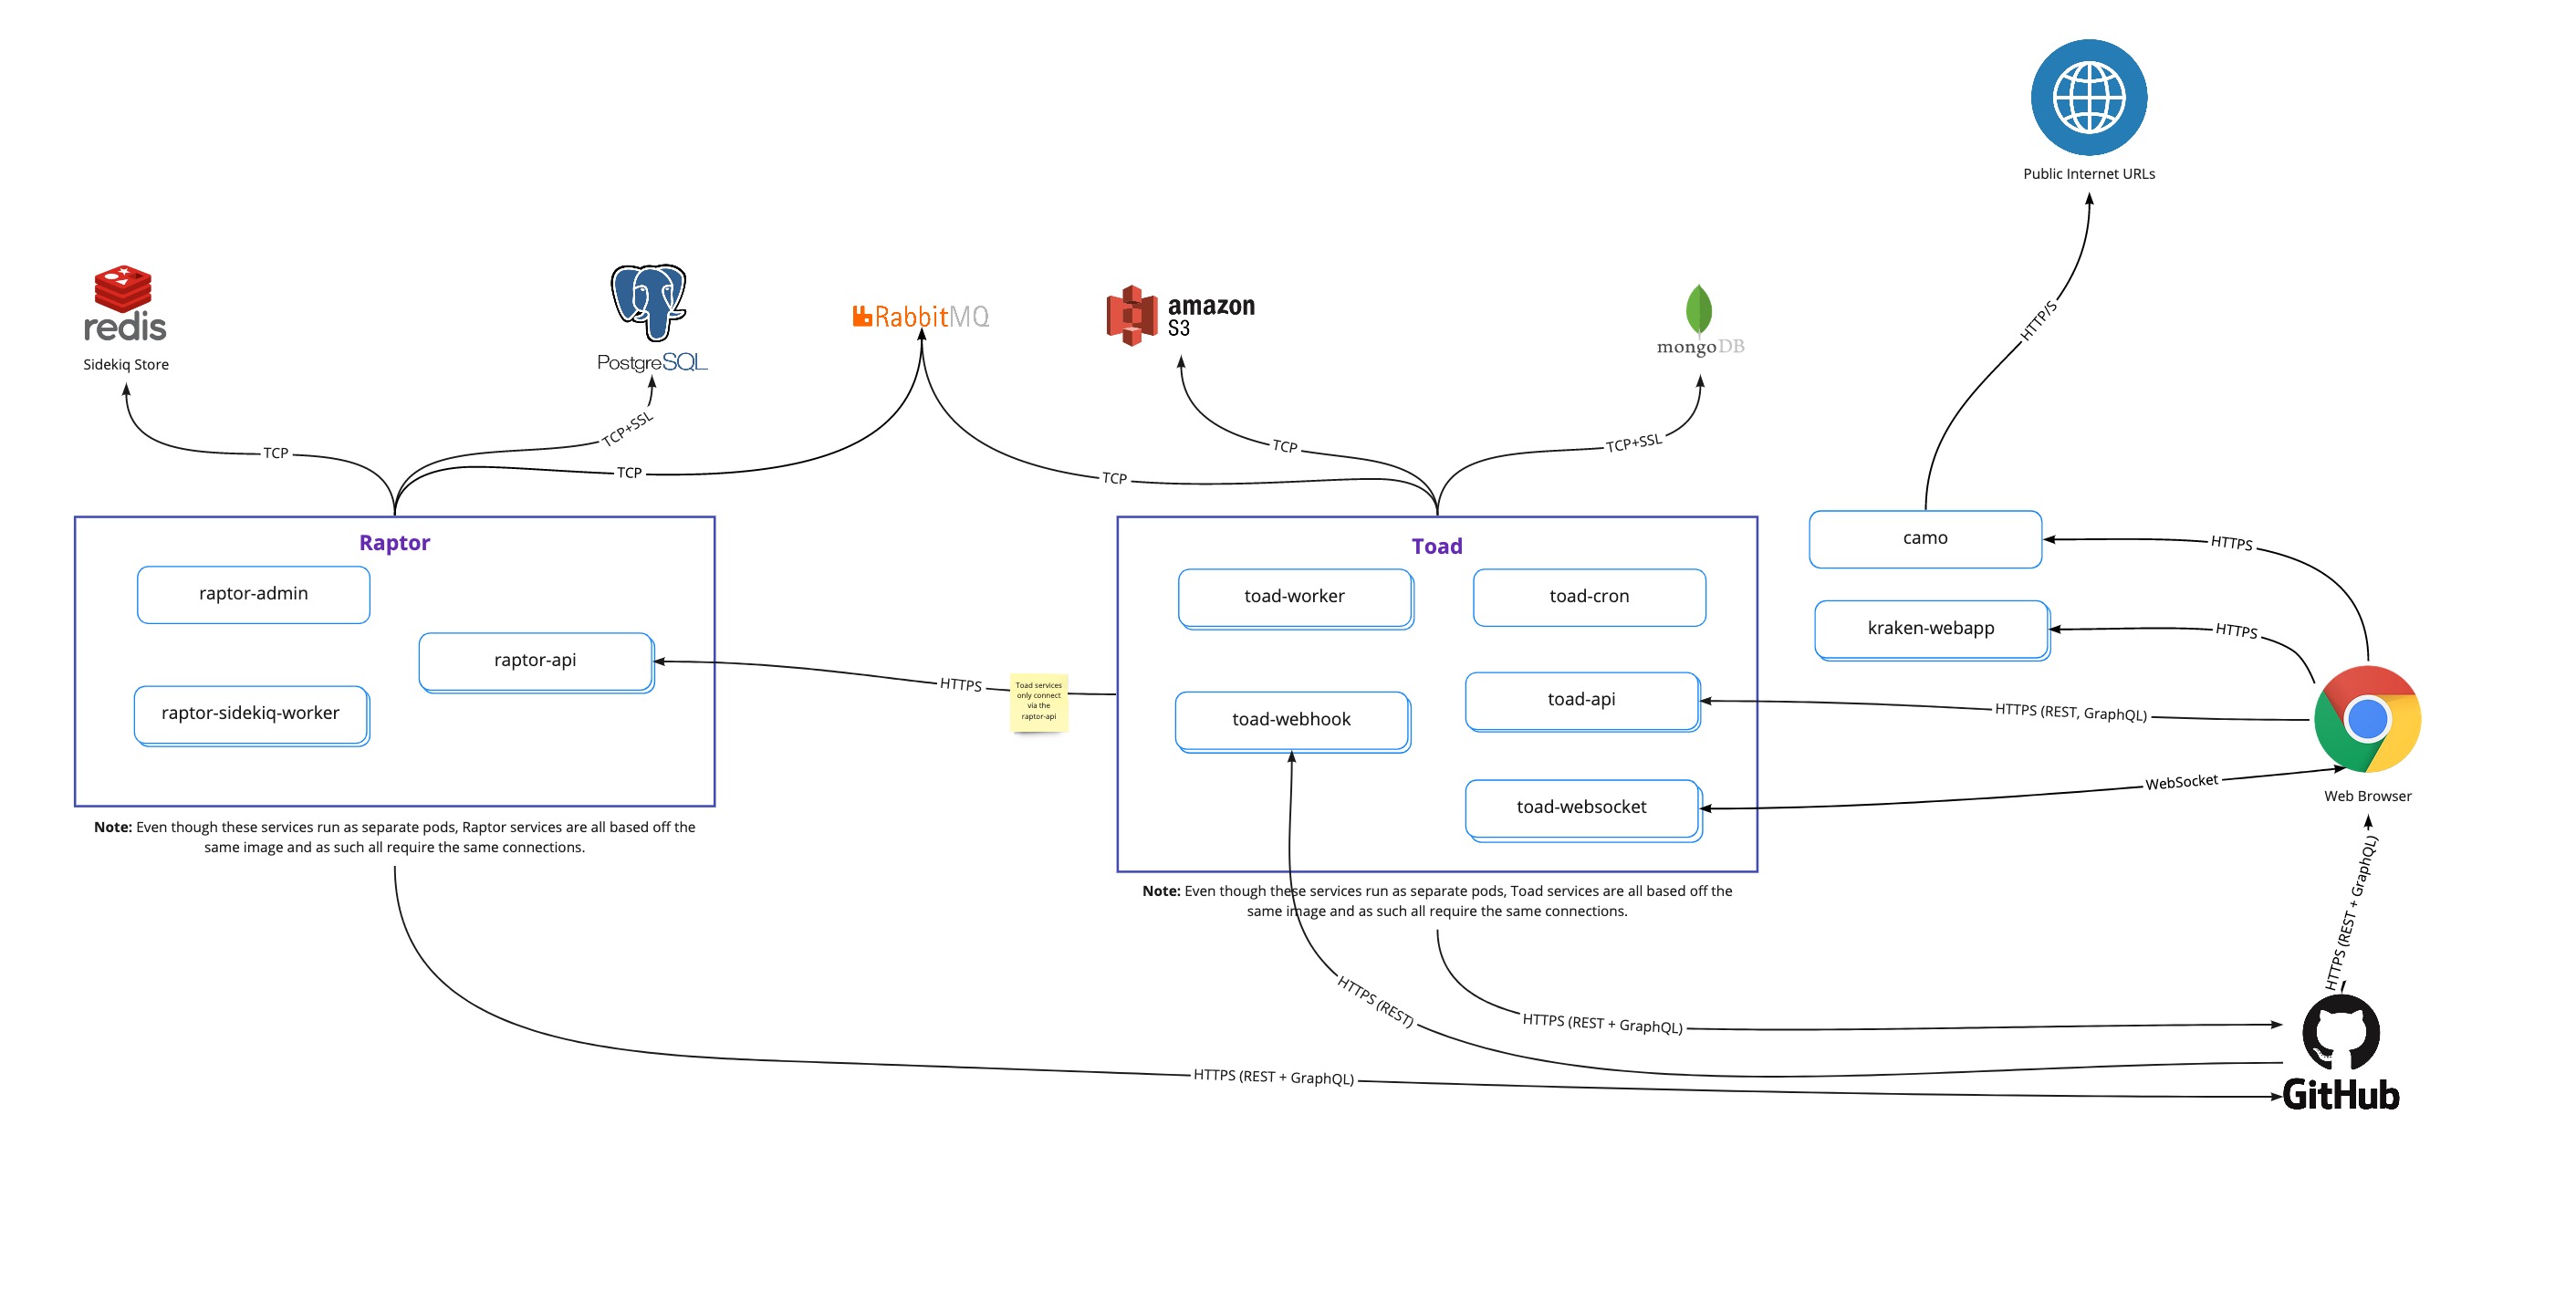 Public Internet URLs
redis
Sidekiq Store
PostgreSQL
RabbitMQ
amazon
S3
mongoDB
HTTP/S
TCP
TCP+SSL
TCP
TCP
TCP
TCP+SSL
Raptor
raptor-admin
raptor-api
raptor-sidekiq-worker
Note: Even though these services run as separate pods, Raptor services are all based off the
same image and as such all require the same connections.
HTTPS
Toad services
only connect
via the
raptor-api
Toad
toad-worker
toad-cron
toad-api
toad-webhook
toad-websocket
Note: Even though these services run as separate pods, Toad services are all based off the
same image and as such all require the same connections.
camo
kraken-webapp
HTTPS
HTTPS
HTTPS (REST, GraphQL)
WebSocket
Web Browser
HTTPS (REST + GraphQL)
HTTPS (REST)
HTTPS (REST + GraphQL)
HTTPS (REST + GraphQL)
GitHub